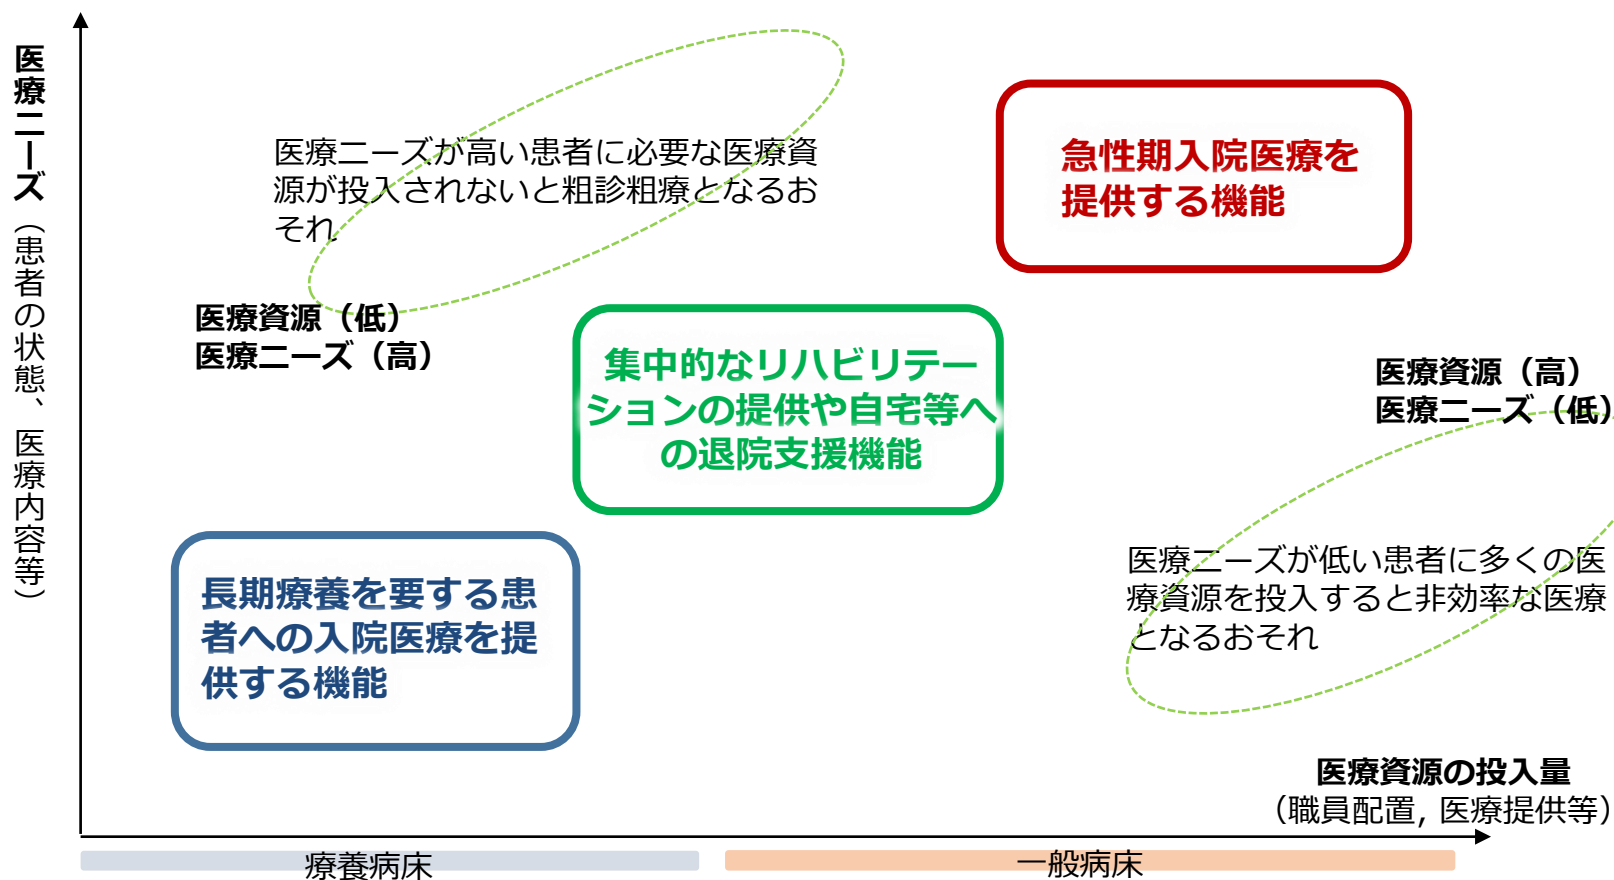 医療ニーズ（患者の状態、医療内容等）
医療ニーズが高い患者に必要な医療資
源が投入されないと粗診粗療となるお
それ
急性期入院医療を
提供する機能
医療資源（低）
医療ニーズ（高）
集中的なリハビリテー
ションの提供や自宅等へ
の退院支援機能
医療資源（高）
医療ニーズ（低）
長期療養を要する患
者への入院医療を提
供する機能
医療ニーズが低い患者に多くの医
療資源を投入すると非効率な医療
となるおそれ
医療資源の投入量
（職員配置, 医療提供等）
療養病床
一般病床